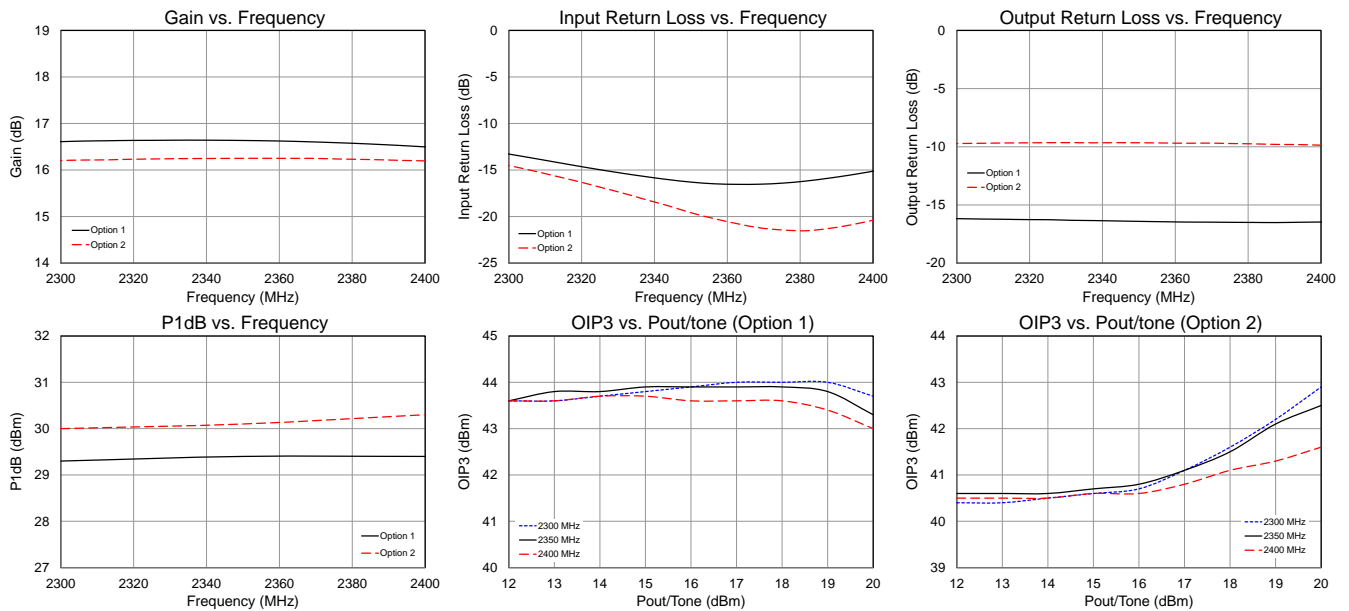 Gain vs. Frequency
19
18
17
16
15
14
Gain (dB)
Option 1
Option 2
2300
2320
2340
2360
2380
2400
Frequency (MHz)
Input Return Loss vs. Frequency
0
-5
-10
-15
-20
-25
Input Return Loss (dB)
Option 1
Option 2
2300
2320
2340
2360
2380
2400
Frequency (MHz)
Output Return Loss vs. Frequency
0
-5
-10
-15
-20
Output Return Loss (dB)
Option 1
Option 2
2300
2320
2340
2360
2380
2400
Frequency (MHz)
P1dB vs. Frequency
32
31
30
29
28
27
P1dB (dBm)
Option 1
Option 2
2300
2320
2340
2360
2380
2400
Frequency (MHz)
OIP3 vs. Pout/tone (Option 1)
45
44
43
42
41
40
OIP3 (dBm)
2300 MHz
2350 MHz
2400 MHz
12
13
14
15
16
17
18
19
20
Pout/Tone (dBm)
OIP3 vs. Pout/tone (Option 2)
44
43
42
41
40
39
OIP3 (dBm)
2300 MHz
2350 MHz
2400 MHz
12
13
14
15
16
17
18
19
20
Pout/Tone (dBm)